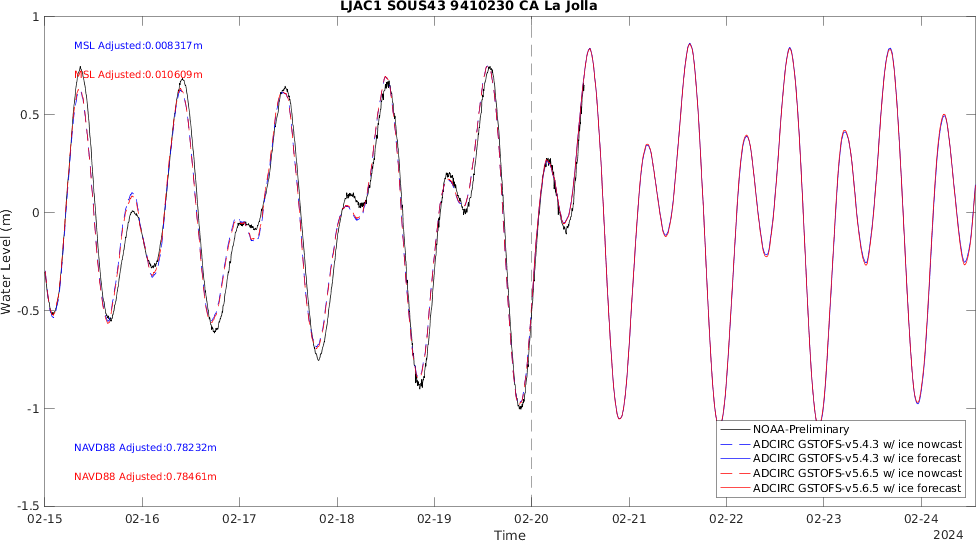 LJAC1 SOUS43 9410230 CA La Jolla
MSL Adjusted:0.008317m
MSL Adjusted:0.010609m
NAVD88 Adjusted:0.78232m
NAVD88 Adjusted:0.78461m
Water Level (m)
1
0.5
0
-0.5
-1
-1.5
NOAA-Preliminary
ADCIRC GSTOFS-v5.4.3 w/ ice nowcast
ADCIRC GSTOFS-v5.4.3 w/ ice forecast
ADCIRC GSTOFS-v5.6.5 w/ ice nowcast
ADCIRC GSTOFS-v5.6.5 w/ ice forecast
02-15 02-16 02-17 02-18 02-19 02-20 02-21 02-22 02-23 02-24
Time
2024